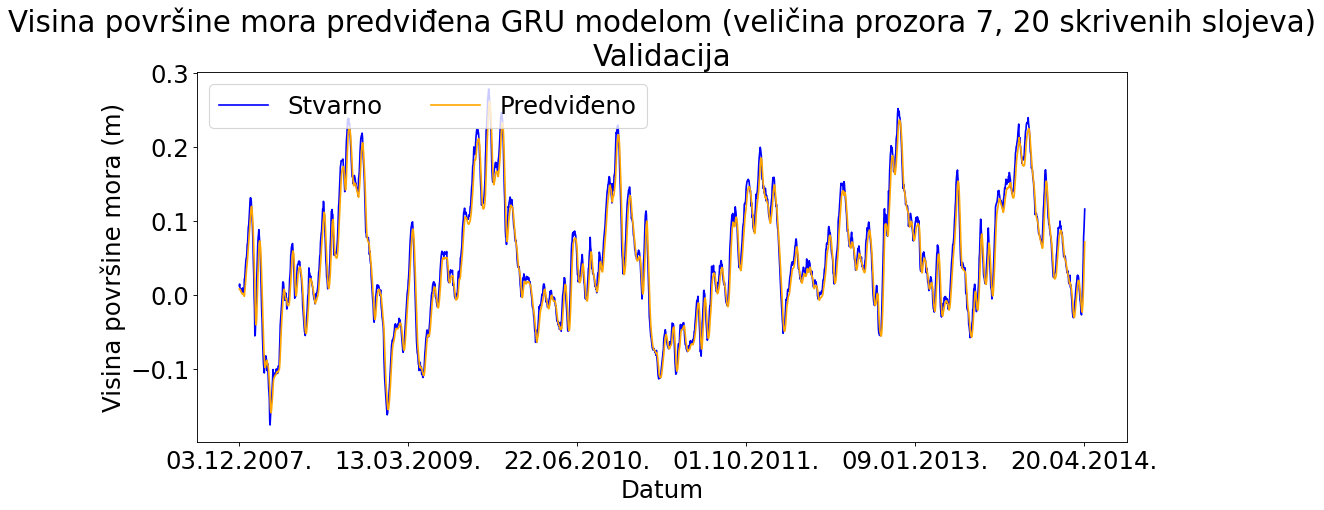 Visina površine mora predviđena GRU modelom (veličina prozora 7, 20 skrivenih slojeva)
Validacija
Stvarno
Predviđeno
Visina površine mora (m)
0.3
0.2
0.1
0.0
−0.1
03.12.2007.
13.03.2009.
22.06.2010.
01.10.2011.
09.01.2013.
20.04.2014.
Datum